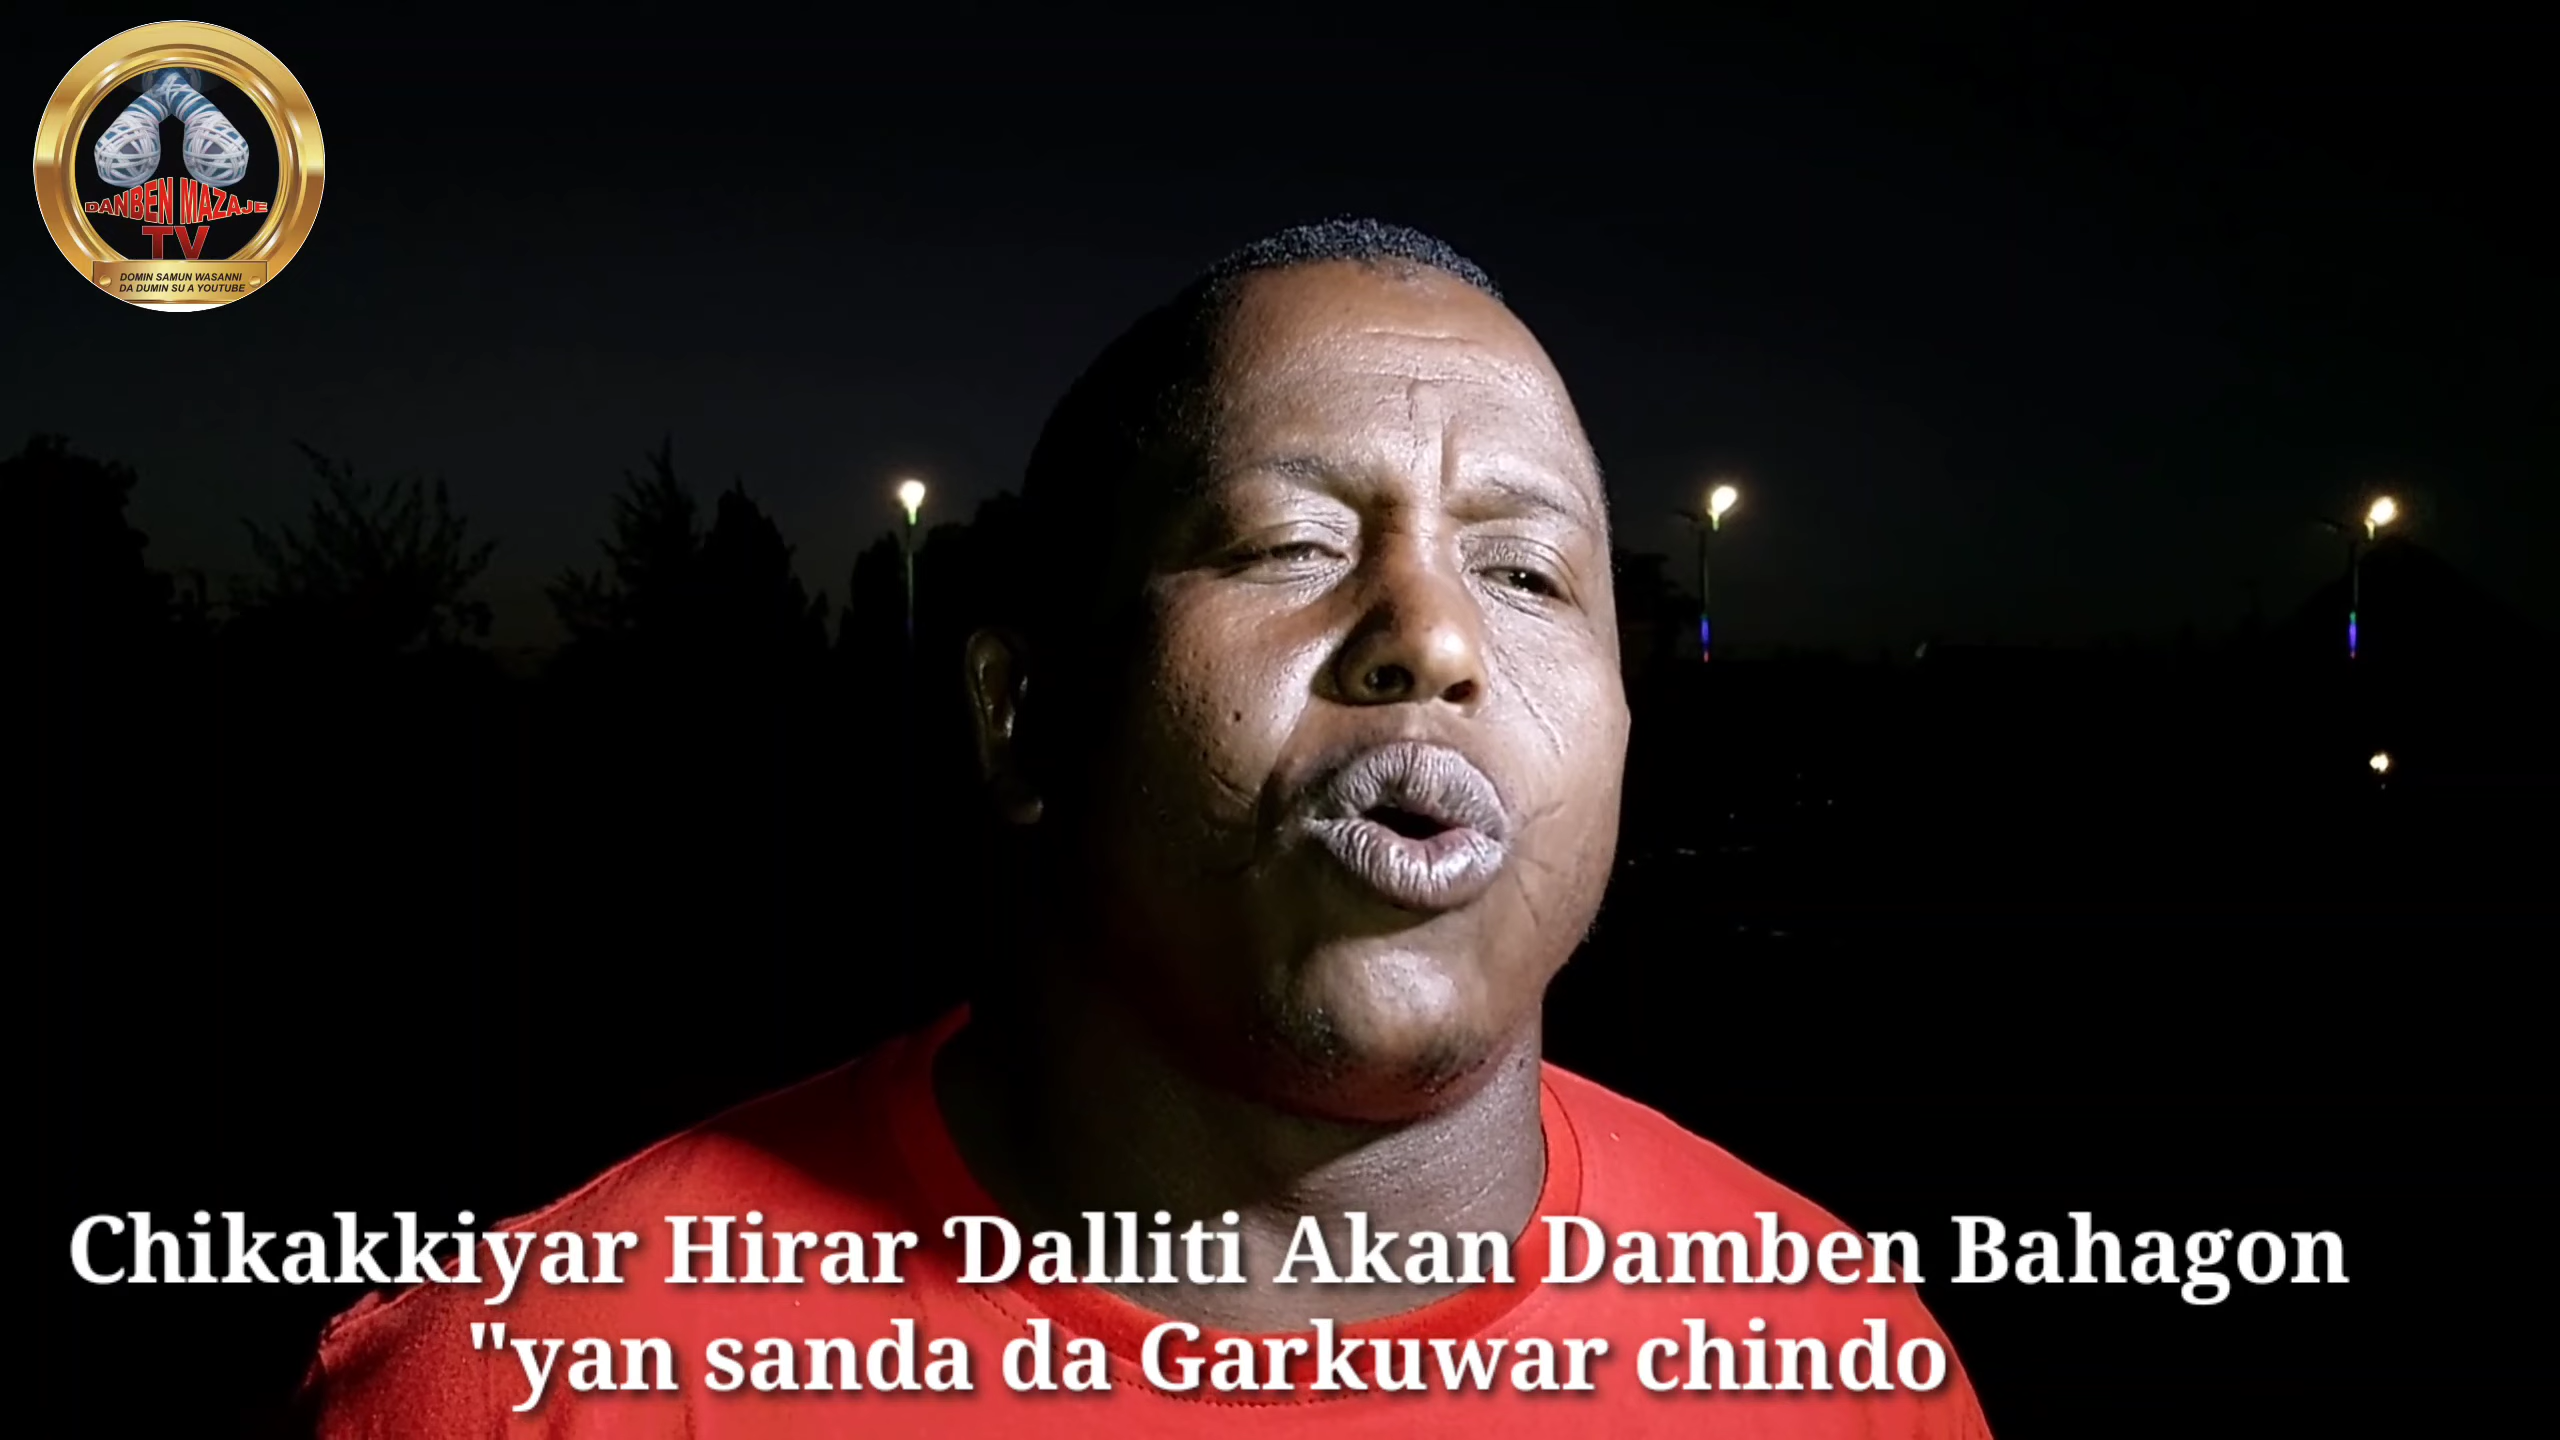 DANBEN MAZAJE
TV
DOMIN SAMUN WASANNI
DA DUMIN SU A YOUTUBE
Chikakkiyar Hirar Ɗalliti Akan Damben Bahagon
"yan sanda da Garkuwar chindo